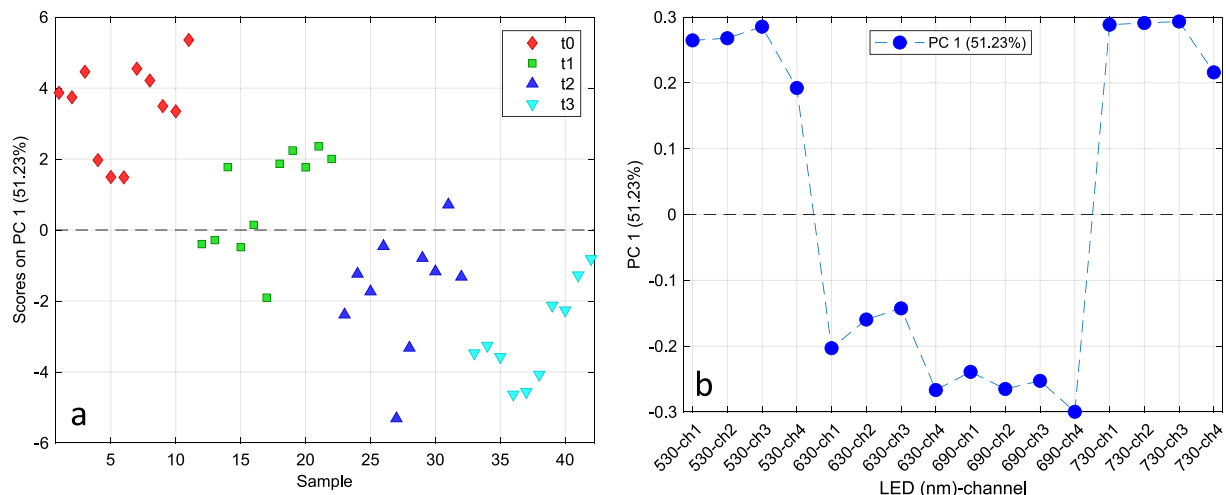 6
4
2
0
-2
-4
-6
Scores on PC 1 (51.23%)
t0
t1
t2
t3
a
5
10
15
20
25
30
35
40
Sample
0.3
0.2
0.1
0
-0.1
-0.2
-0.3
PC 1 (51.23%)
PC 1 (51.23%)
b
530-ch1
530-ch2
530-ch3
530-ch4
630-ch1
630-ch2
630-ch3
630-ch4
690-ch1
690-ch2
690-ch3
690-ch4
730-ch1
730-ch2
730-ch3
730-ch4
LED (nm)-channel